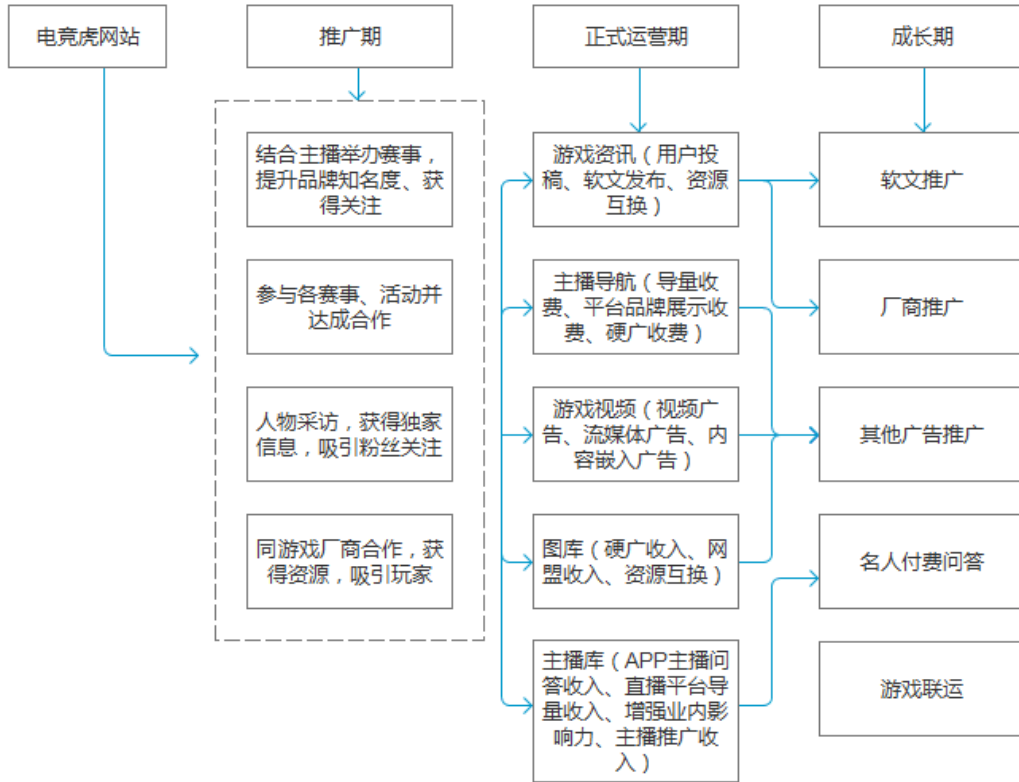 电竞虎网站
推广期
正式运营期
成长期
结合主播举办赛事，
提升品牌知名度、获
得关注
参与各赛事、活动并
达成合作
人物采访，获得独家
信息，吸引粉丝关注
同游戏厂商合作，获
得资源，吸引玩家
游戏资讯（用户投
稿、软文发布、资源
互换）
主播导航（导量收
费、平台品牌展示收
费、硬广收费）
游戏视频（视频广
告、流媒体广告、内
容嵌入广告）
图库（硬广收入、网
盟收入、资源互换）
主播库（APP主播问
答收入、直播平台导
量收入、增强业内影
响力、主播推广收
入）
软文推广
厂商推广
其他广告推广
名人付费问答
游戏联运